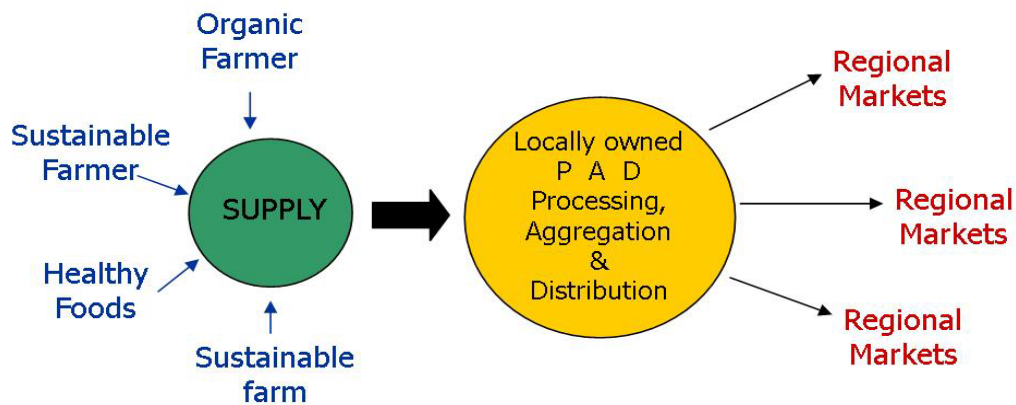 Organic
Farmer
Sustainable
Farmer
Healthy
Foods
Sustainable
farm
SUPPLY
Locally owned
P A D
Processing,
Aggregation
&
Distribution
Regional
Markets
Regional
Markets
Regional
Markets